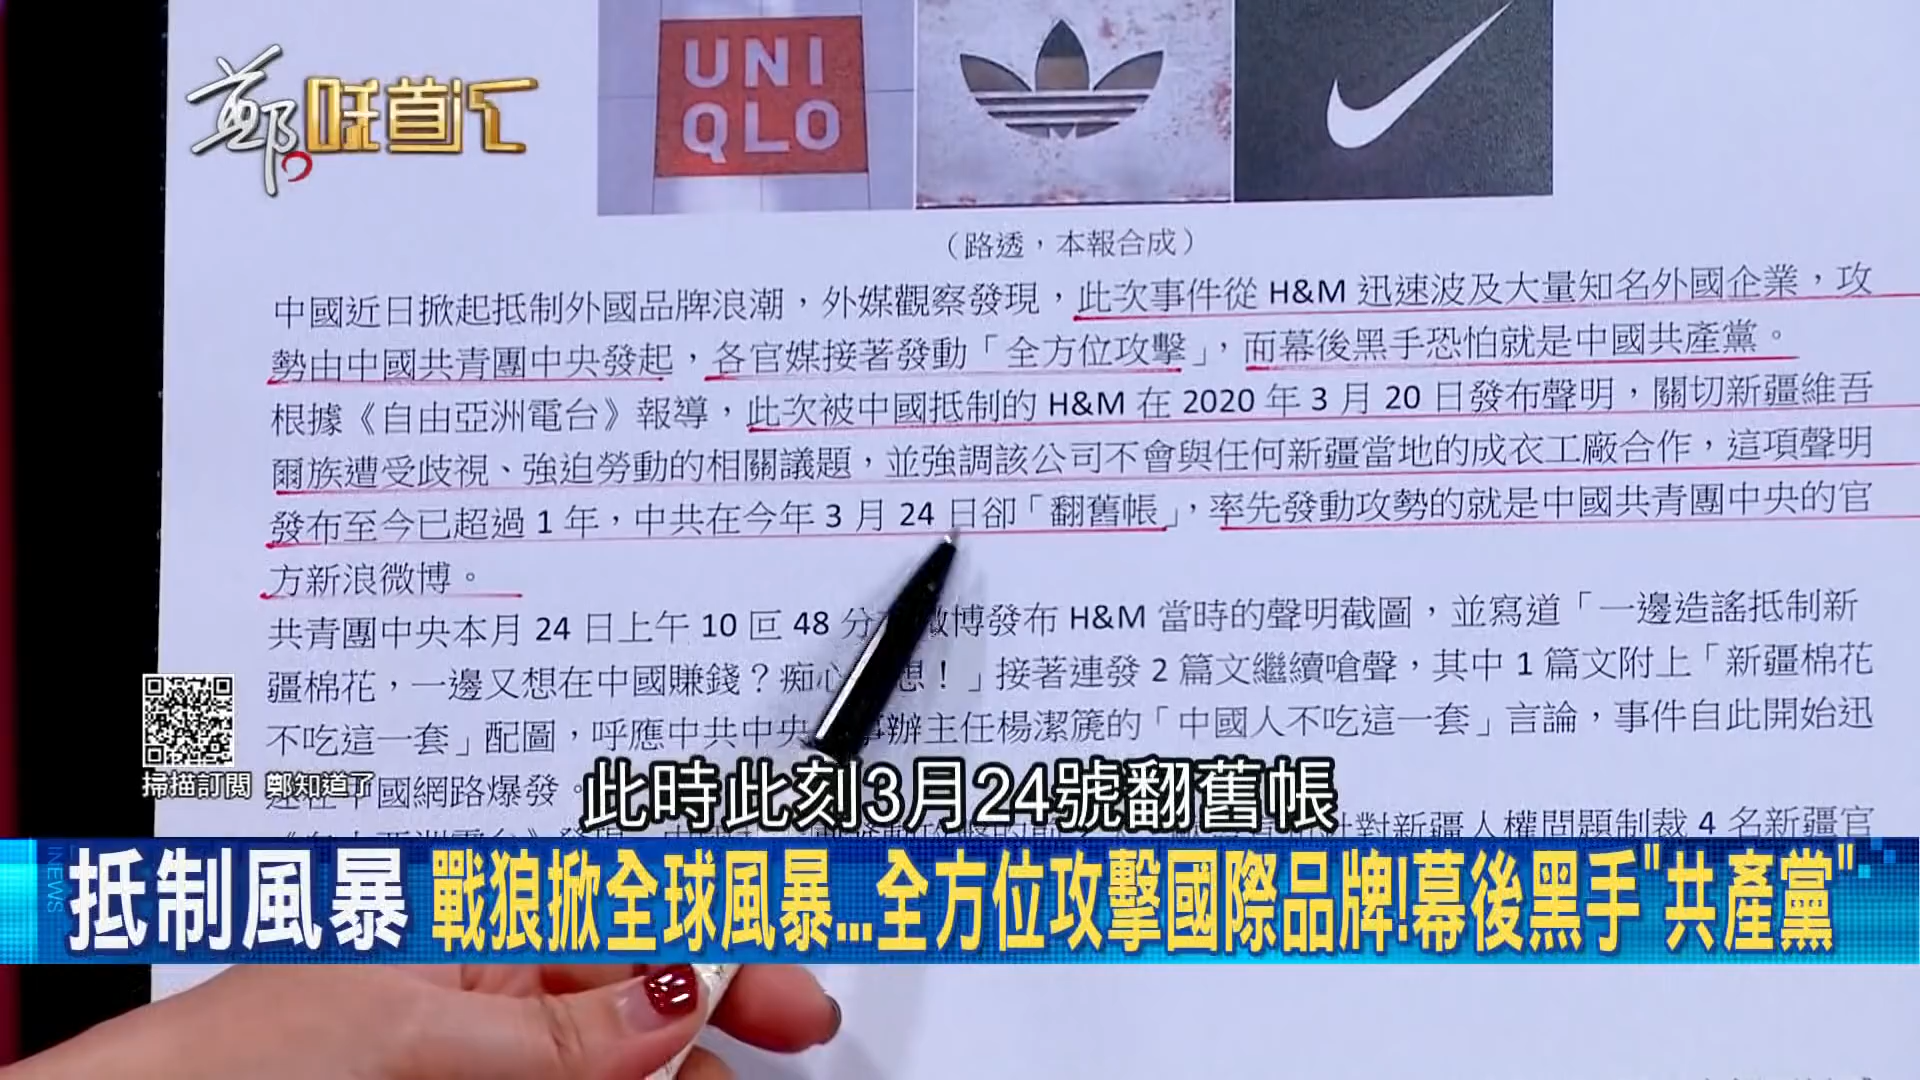 鄭旺首汇
UNI
QLO
（路透，本報合成）
中國近日掀起抵制外國品牌浪潮，外媒觀察發現，此次事件從 H&M 迅速波及大量知名外國企業，攻
勢由中國共青團中央發起，各官媒接著發動「全方位攻擊」，而幕後黑手恐怕就是中國共產黨。
根據《自由亞洲電台》報導，此次被中國抵制的 H&M 在 2020 年 3 月 20 日發布聲明，關切新疆維吾
爾族遭受歧視、強迫勞動的相關議題，並強調該公司不會與任何新疆當地的成衣工廠合作，這項聲明
發布至今已超過 1 年，中共在今年 3 月 24 日卻「翻舊帳」，率先發動攻勢的就是中國共青團中央的官
方新浪微博。
共青團中央本月 24 日上午 10 時 48 分 微博發布 H&M 當時的聲明截圖，並寫道「一邊造謠抵制新
疆棉花，一邊又想在中國賺錢？痴心 想！」接著連發 2 篇文繼續嗆聲，其中 1 篇文附上「新疆棉花
不吃這一套」配圖，呼應中共中央 事辦主任楊潔篪的「中國人不吃這一套」言論，事件自此開始迅
中國網路爆發。
掃描訂閱 鄭知道了
此時此刻3月24號翻舊帳
針對新疆人權問題制裁 4 名新疆官
NEWS
抵制風暴 戰狼掀全球風暴...全方位攻擊國際品牌!幕後黑手"共產黨"